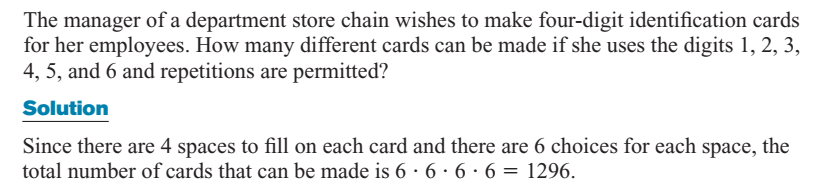 The manager of a department store chain wishes to make four-digit identification cards
for her employees. How many different cards can be made if she uses the digits 1, 2, 3,
4, 5, and 6 and repetitions are permitted?
Solution
Since there are 4 spaces to fill on each card and there are 6 choices for each space, the
total number of cards that can be made is 6 · 6 · 6 · 6 = 1296.